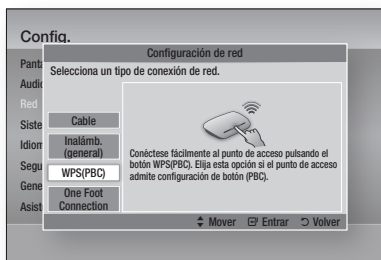 Config.
Configuración de red
Selecciona un tipo de conexión de red.
Panta
Audio
Red
Siste
Idiom
Segu
Gene
Asist
Cable
Inalámb.
(general)
WPS(PBC)
One Foot
Connection
Conéctese fácilmente al punto de acceso pulsando el
botón WPS(PBC). Elija esta opción si el punto de acceso
admite configuración de botón (PBC).
Mover Entrar Volver